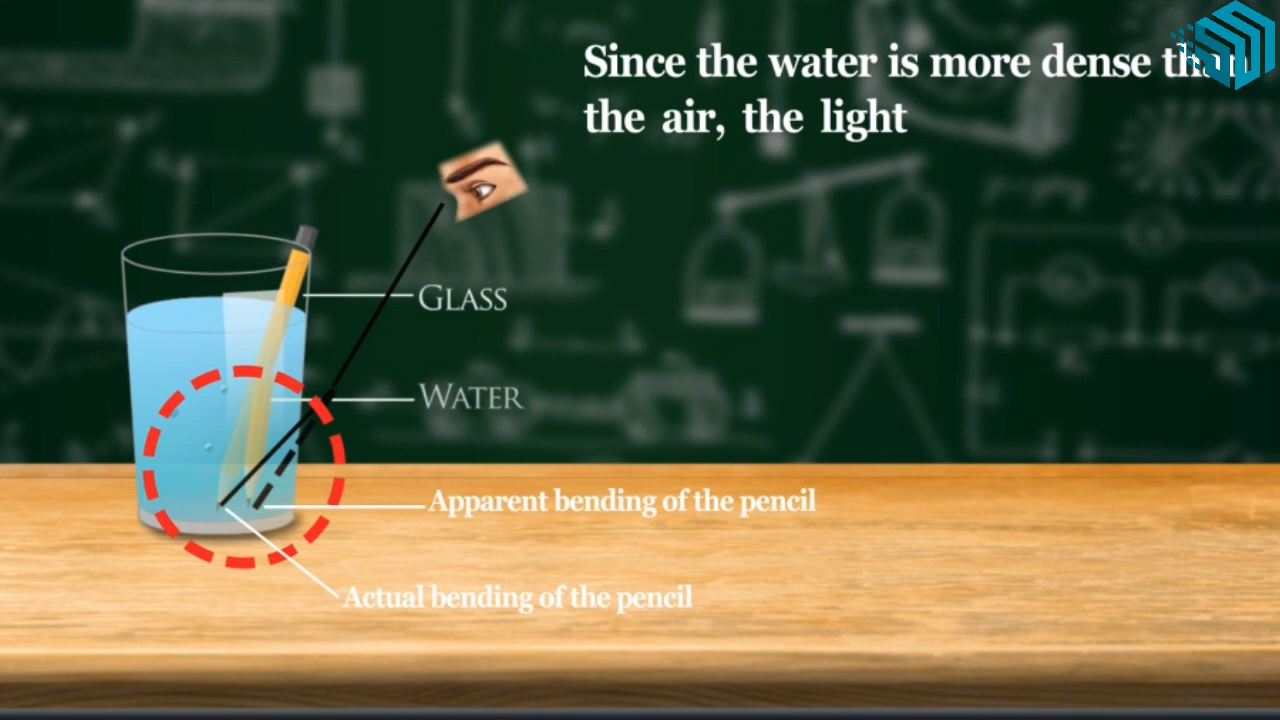 Since the water is more dense than
the air, the light
GLASS
WATER
Apparent bending of the pencil
Actual bending of the pencil